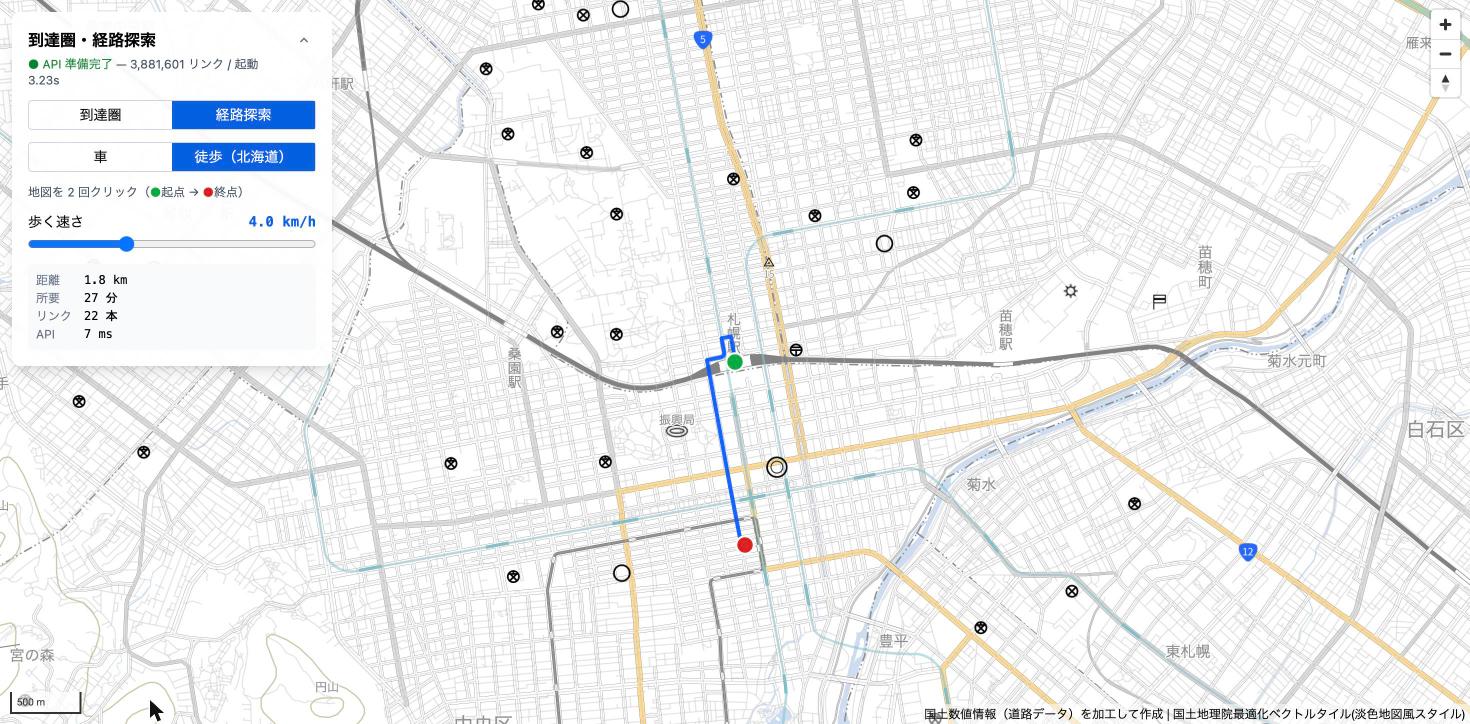 到達圏・経路探索
● API 準備完了 — 3,881,601 リンク / 起動
3.23s
到達圏
経路探索
車
徒歩（北海道）
地図を 2 回クリック（●起点 → ●終点）
歩く速さ
4.0 km/h
距離 1.8 km
所要 27 分
リンク 22 本
API 7 ms
5
雁来
苗穂町
15
苗穂駅
桑園駅
菊水元町
振興局
白石区
菊水
12
豊平
東札幌
宮の森
円山
中央区
500 m
国土数値情報（道路データ）を加工して作成 | 国土地理院最適化ベクトルタイル(淡色地図風スタイル)